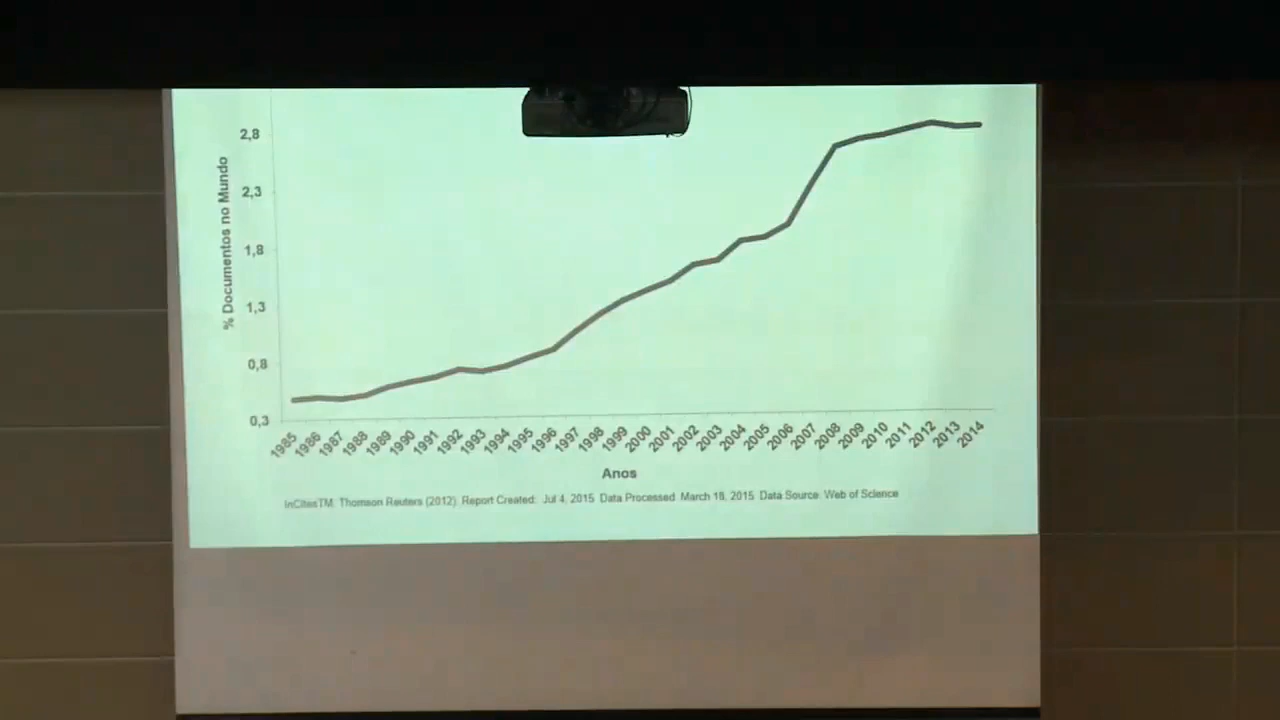 2,8
2,3
1,8
1,3
0,8
0,3
% Documentos no Mundo
1985 1986 1987 1988 1989 1990 1991 1992 1993 1994 1995 1996 1997 1998 1999 2000 2001 2002 2003 2004 2005 2006 2007 2008 2009 2010 2011 2012 2013 2014
Anos
InCitesTM. Thomson Reuters (2012). Report Created: Jul 4, 2015 Data Processed March 18, 2015 Data Source: Web of Science